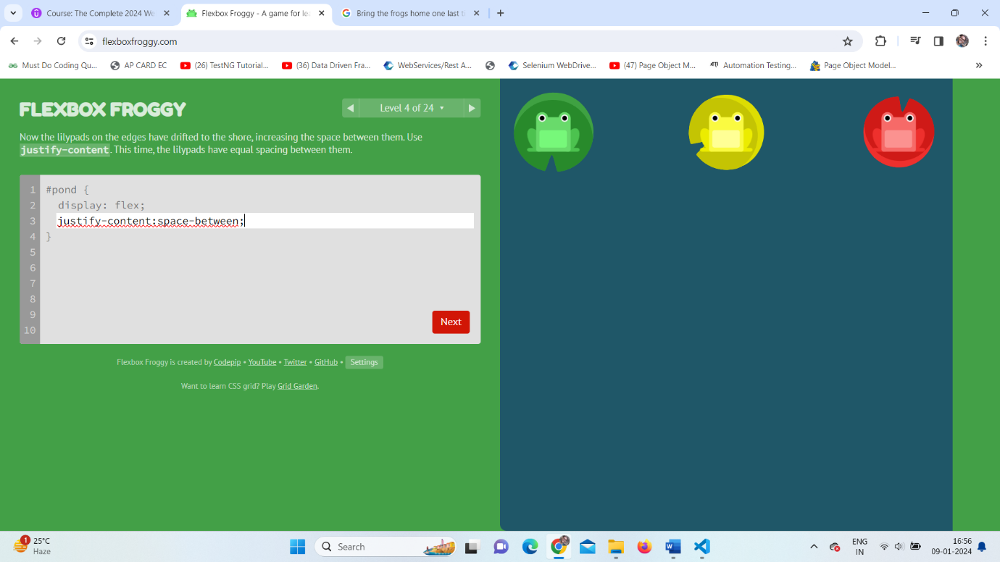 Course: The Complete 2024 We
Flexbox Froggy - A game for lea
Bring the frogs home one last ti
flexboxfroggy.com
Must Do Coding Qu...
AP CARD EC
(26) TestNG Tutorial...
(36) Data Driven Fra...
WebServices/Rest A...
Selenium WebDrive...
(47) Page Object M...
Automation Testing...
Page Object Model...
»
FLEXBOX FROGGY
Level 4 of 24
Now the lilypads on the edges have drifted to the shore, increasing the space between them. Use
justify-content. This time, the lilypads have equal spacing between them.
1 #pond {
2 display: flex;
3 justify-content:space-between;
4 }
5
6
7
8
9
10
Next
Flexbox Froggy is created by Codepip • YouTube • Twitter • GitHub • Settings
Want to learn CSS grid? Play Grid Garden.
1
25°C
Haze
Search
ENG
IN
16:56
09-01-2024